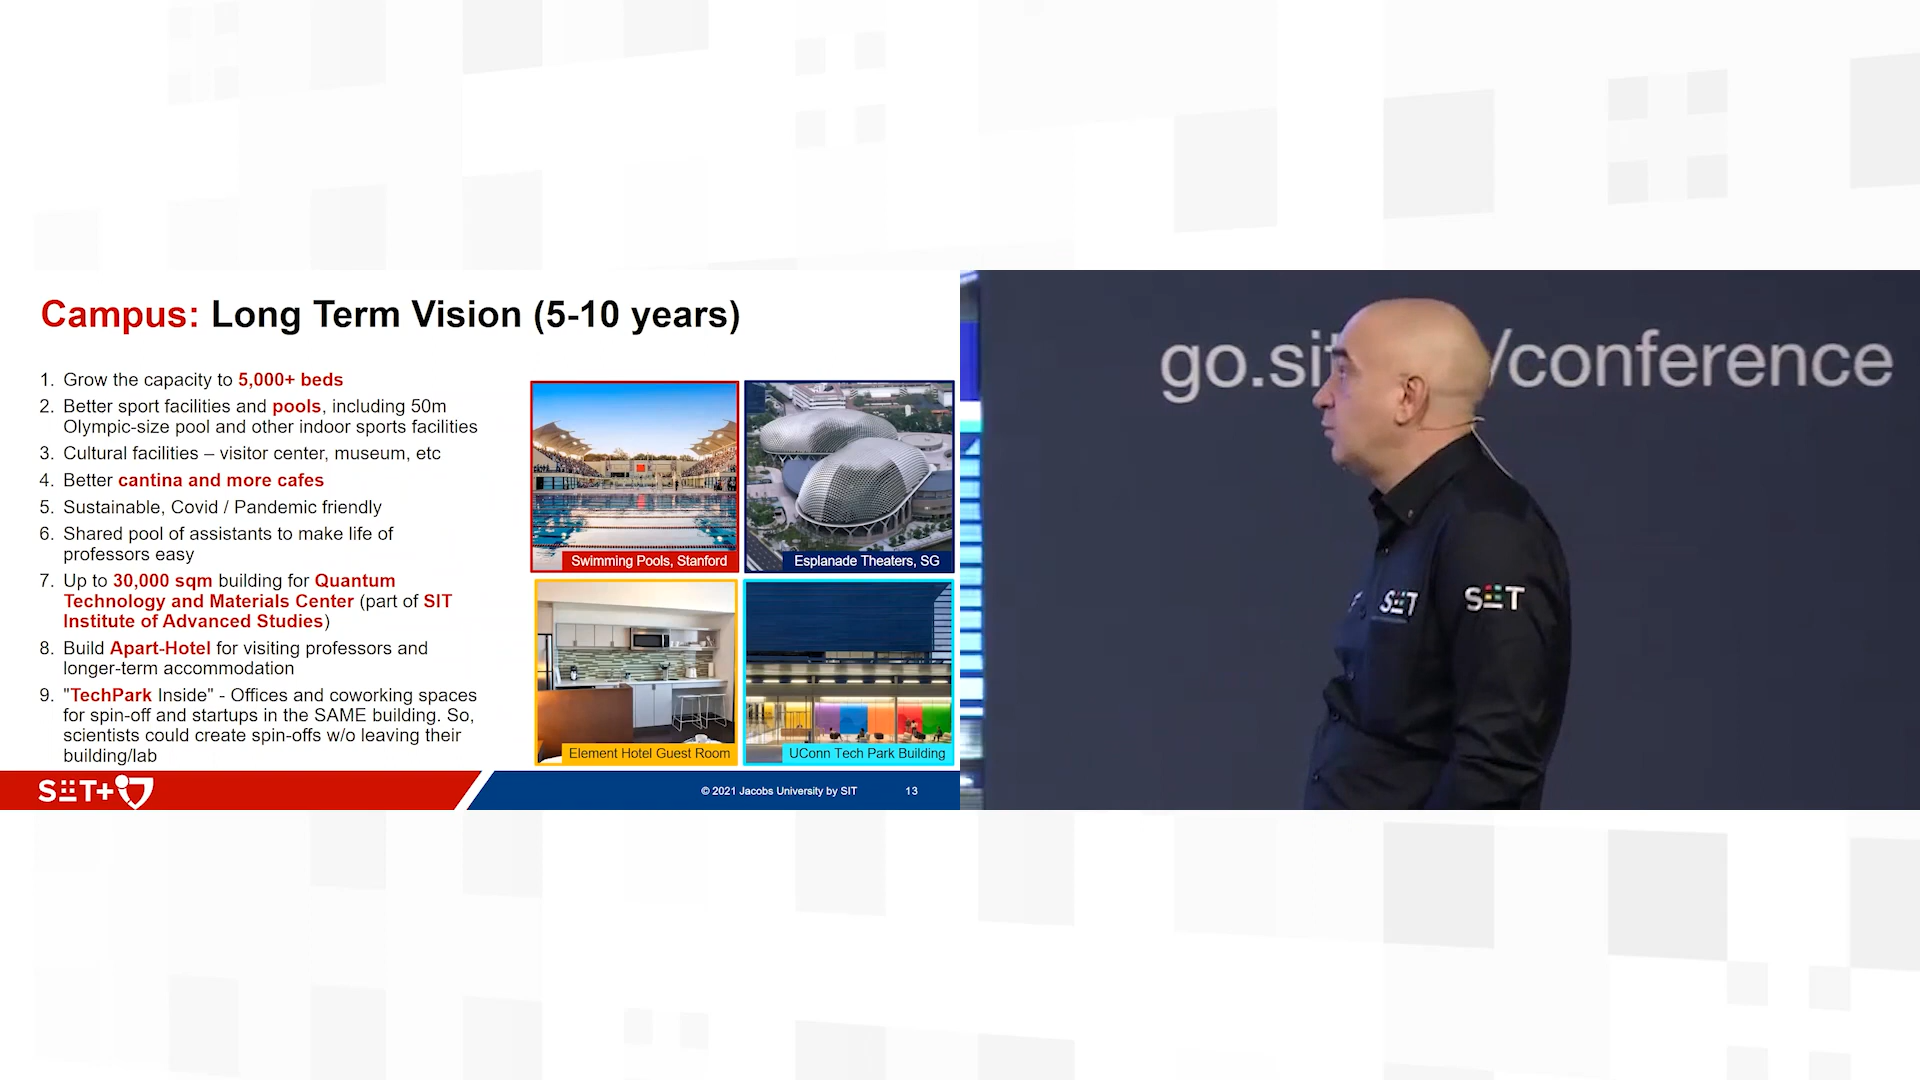 Campus: Long Term Vision (5-10 years)
1. Grow the capacity to 5,000+ beds
2. Better sport facilities and pools, including 50m
Olympic-size pool and other indoor sports facilities
3. Cultural facilities – visitor center, museum, etc
4. Better cantina and more cafes
5. Sustainable, Covid / Pandemic friendly
6. Shared pool of assistants to make life of
professors easy
7. Up to 30,000 sqm building for Quantum
Technology and Materials Center (part of SIT
Institute of Advanced Studies)
8. Build Apart-Hotel for visiting professors and
longer-term accommodation
9. "TechPark Inside" - Offices and coworking spaces
for spin-off and startups in the SAME building. So,
scientists could create spin-offs w/o leaving their
building/lab
Swimming Pools, Stanford
Esplanade Theaters, SG
Element Hotel Guest Room
UConn Tech Park Building
SIT+
© 2021 Jacobs University by SIT
13
go.sit /conference
SIT
SIT